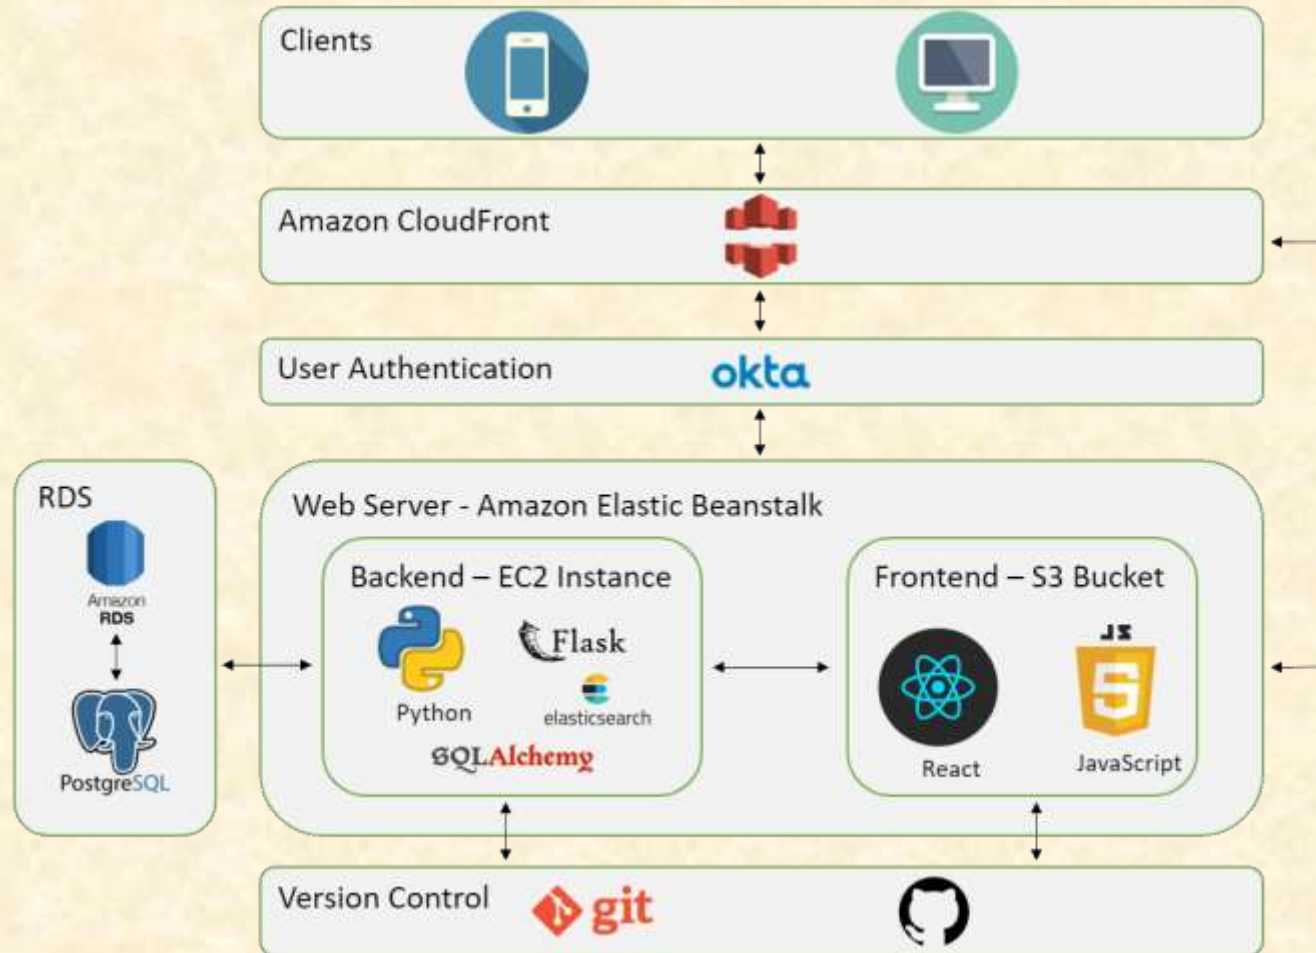 Clients
Amazon CloudFront
User Authentication
okta
RDS
Amazon
RDS
PostgreSQL
Web Server - Amazon Elastic Beanstalk
Backend – EC2 Instance
Python
Flask
elasticsearch
SQLAlchemy
Frontend – S3 Bucket
React
JS
5
JavaScript
Version Control
git